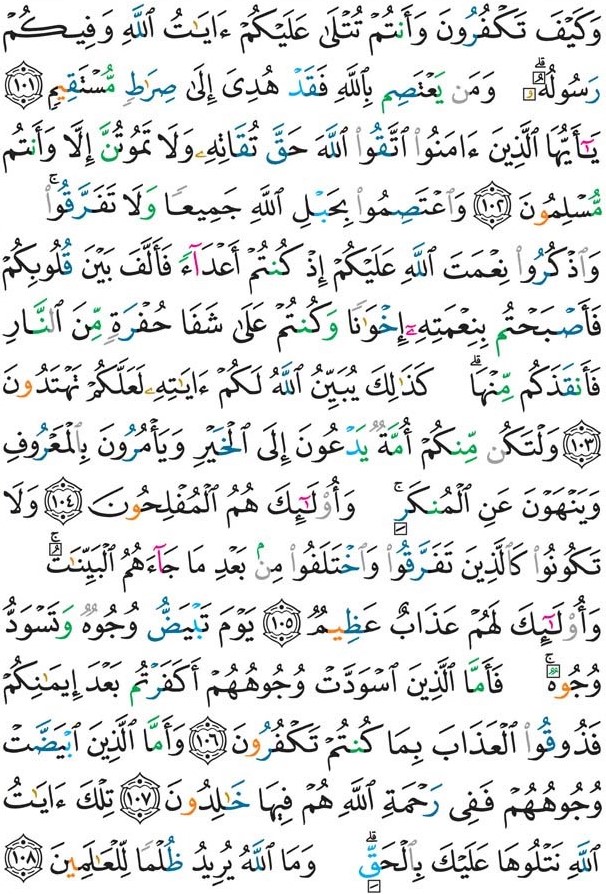 وَكَيْفَ تَكْفُرُونَ وَأَنتُمْ تُتْلَىٰ عَلَيْكُمْ ءَايَـٰتُ ٱللَّهِ وَفِيكُمْ
رَسُولُهُۥ ۗ وَمَن يَعْتَصِم بِٱللَّهِ فَقَدْ هُدِىَ إِلَىٰ صِرَٰطٍ مُّسْتَقِيمٍ ١٠١
يَـٰٓأَيُّهَا ٱلَّذِينَ ءَامَنُوا۟ ٱتَّقُوا۟ ٱللَّهَ حَقَّ تُقَاتِهِۦ وَلَا تَمُوتُنَّ إِلَّا وَأَنتُم
مُّسْلِمُونَ ١٠٢ وَٱعْتَصِمُوا۟ بِحَبْلِ ٱللَّهِ جَمِيعًا وَلَا تَفَرَّقُوا۟ ۚ
وَٱذْكُرُوا۟ نِعْمَتَ ٱللَّهِ عَلَيْكُمْ إِذْ كُنتُمْ أَعْدَآءً فَأَلَّفَ بَيْنَ قُلُوبِكُمْ
فَأَصْبَحْتُم بِنِعْمَتِهِۦٓ إِخْوَٰنًا وَكُنتُمْ عَلَىٰ شَفَا حُفْرَةٍ مِّنَ ٱلنَّارِ
فَأَنقَذَكُم مِّنْهَا ۗ كَذَٰلِكَ يُبَيِّنُ ٱللَّهُ لَكُمْ ءَايَـٰتِهِۦ لَعَلَّكُمْ تَهْتَدُونَ
١٠٣ وَلْتَكُن مِّنكُمْ أُمَّةٌ يَدْعُونَ إِلَى ٱلْخَيْرِ وَيَأْمُرُونَ بِٱلْمَعْرُوفِ
وَيَنْهَوْنَ عَنِ ٱلْمُنكَرِ ۚ وَأُو۟لَـٰٓئِكَ هُمُ ٱلْمُفْلِحُونَ ١٠٤ وَلَا
تَكُونُوا۟ كَٱلَّذِينَ تَفَرَّقُوا۟ وَٱخْتَلَفُوا۟ مِنۢ بَعْدِ مَا جَآءَهُمُ ٱلْبَيِّنَـٰتُ ۚ
وَأُو۟لَـٰٓئِكَ لَهُمْ عَذَابٌ عَظِيمٌ ١٠٥ يَوْمَ تَبْيَضُّ وُجُوهٌ وَتَسْوَدُّ
وُجُوهٌ ۚ فَأَمَّا ٱلَّذِينَ ٱسْوَدَّتْ وُجُوهُهُمْ أَكَفَرْتُم بَعْدَ إِيمَـٰنِكُمْ
فَذُوقُوا۟ ٱلْعَذَابَ بِمَا كُنتُمْ تَكْفُرُونَ ١٠٦ وَأَمَّا ٱلَّذِينَ ٱبْيَضَّتْ
وُجُوهُهُمْ فَفِى رَحْمَةِ ٱللَّهِ هُمْ فِيهَا خَـٰلِدُونَ ١٠٧ تِلْكَ ءَايَـٰتُ
ٱللَّهِ نَتْلُوهَا عَلَيْكَ بِٱلْحَقِّ ۗ وَمَا ٱللَّهُ يُرِيدُ ظُلْمًا لِّلْعَـٰلَمِينَ ١٠٨